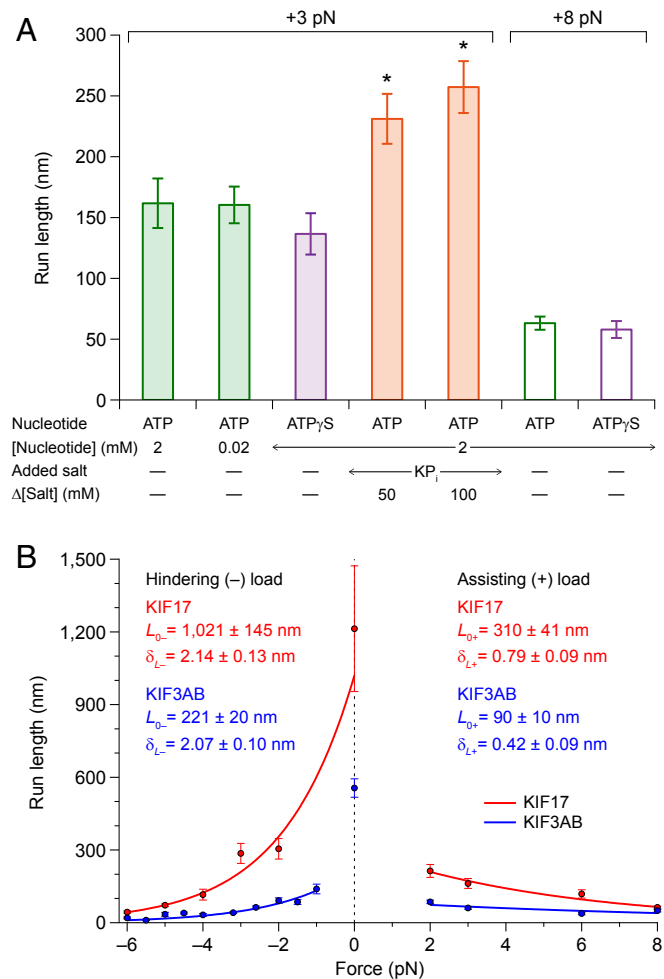 A
+3 pN +8 pN
300
250
200
150
100
50
0
Run length (nm)
* *
Nucleotide ATP ATP ATPγS ATP ATP ATP ATPγS
[Nucleotide] (mM) 2 0.02 2
Added salt — — — KPi — —
Δ[Salt] (mM) — — — 50 100 — —
B
1,500
1,200
900
600
300
0
Run length (nm)
Hindering (–) load
KIF17
L0–= 1,021 ± 145 nm
δL–= 2.14 ± 0.13 nm
KIF3AB
L0–= 221 ± 20 nm
δL–= 2.07 ± 0.10 nm
Assisting (+) load
KIF17
L0+= 310 ± 41 nm
δL+= 0.79 ± 0.09 nm
KIF3AB
L0+= 90 ± 10 nm
δL+= 0.42 ± 0.09 nm
KIF17
KIF3AB
–6 –4 –2 0 2 4 6 8
Force (pN)